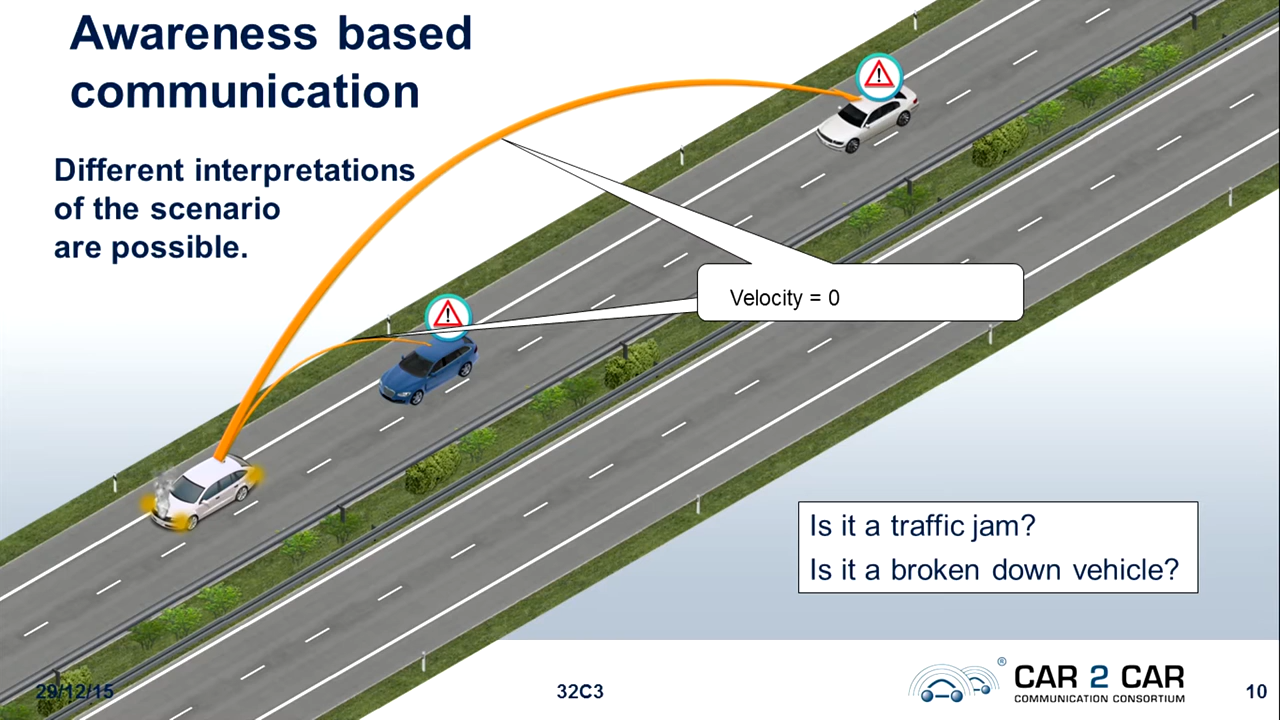 Awareness based
communication
Different interpretations
of the scenario
are possible.
Velocity = 0
Is it a traffic jam?
Is it a broken down vehicle?
29/12/15
32C3
®
CAR 2 CAR
COMMUNICATION CONSORTIUM
10